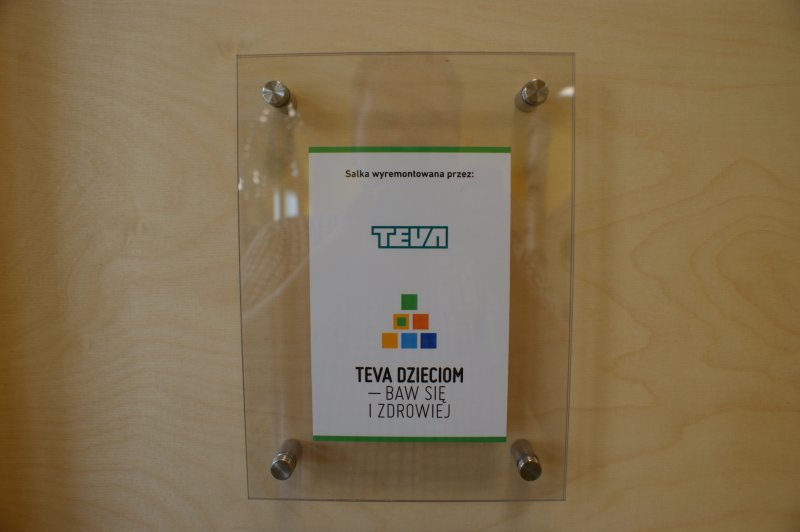 Salka wyremontowana przez:
TEVA
TEVA DZIECIOM
— BAW SIĘ
I ZDROWIEJ